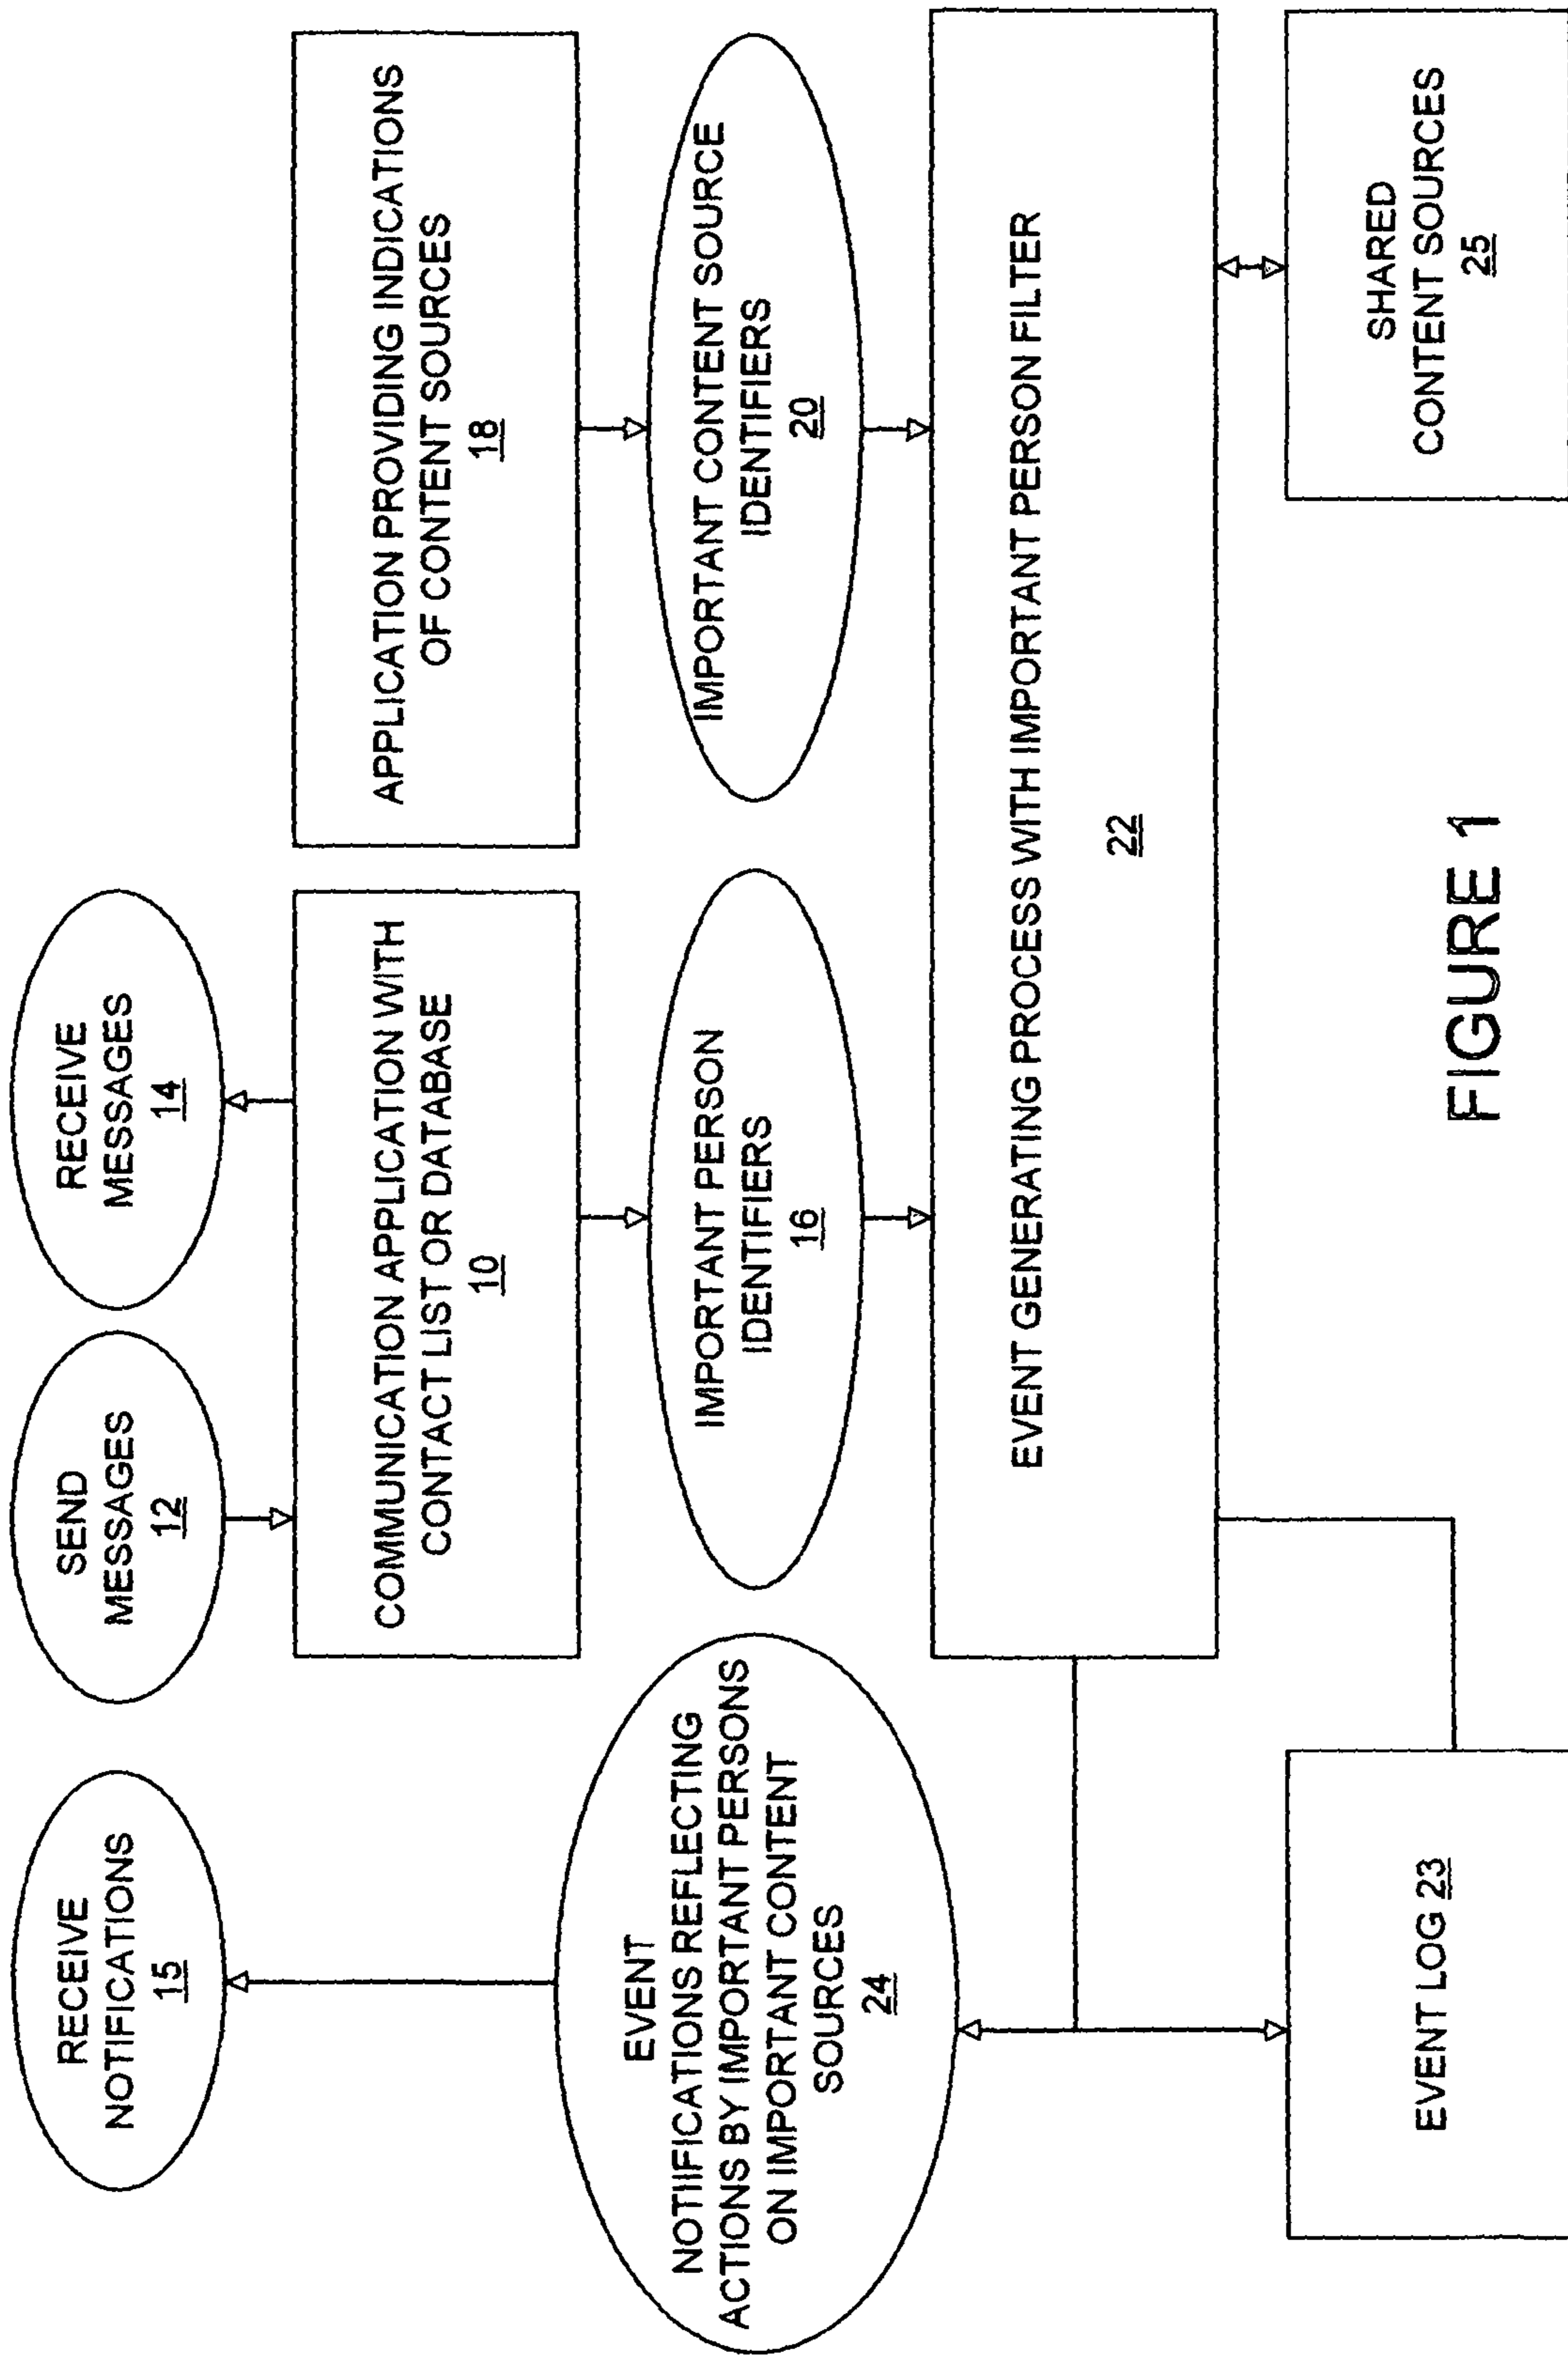 RECEIVE
NOTIFICATIONS
15
SEND
MESSAGES
12
RECEIVE
MESSAGES
14
COMMUNICATION APPLICATION WITH
CONTACT LIST OR DATABASE
10
APPLICATION PROVIDING INDICATIONS
OF CONTENT SOURCES
18
EVENT
NOTIIFICATIONS REFLECTING
ACTIONS BY IMPORTANT PERSONS
ON IMPORTANT CONTENT
SOURCES
24
IMPORTANT PERSON
IDENTIFIERS
16
IMPORTANT CONTENT SOURCE
IDENTIFIERS
20
EVENT GENERATING PROCESS WITH IMPORTANT PERSON FILTER
22
EVENT LOG 23
SHARED
CONTENT SOURCES
25
FIGURE 1